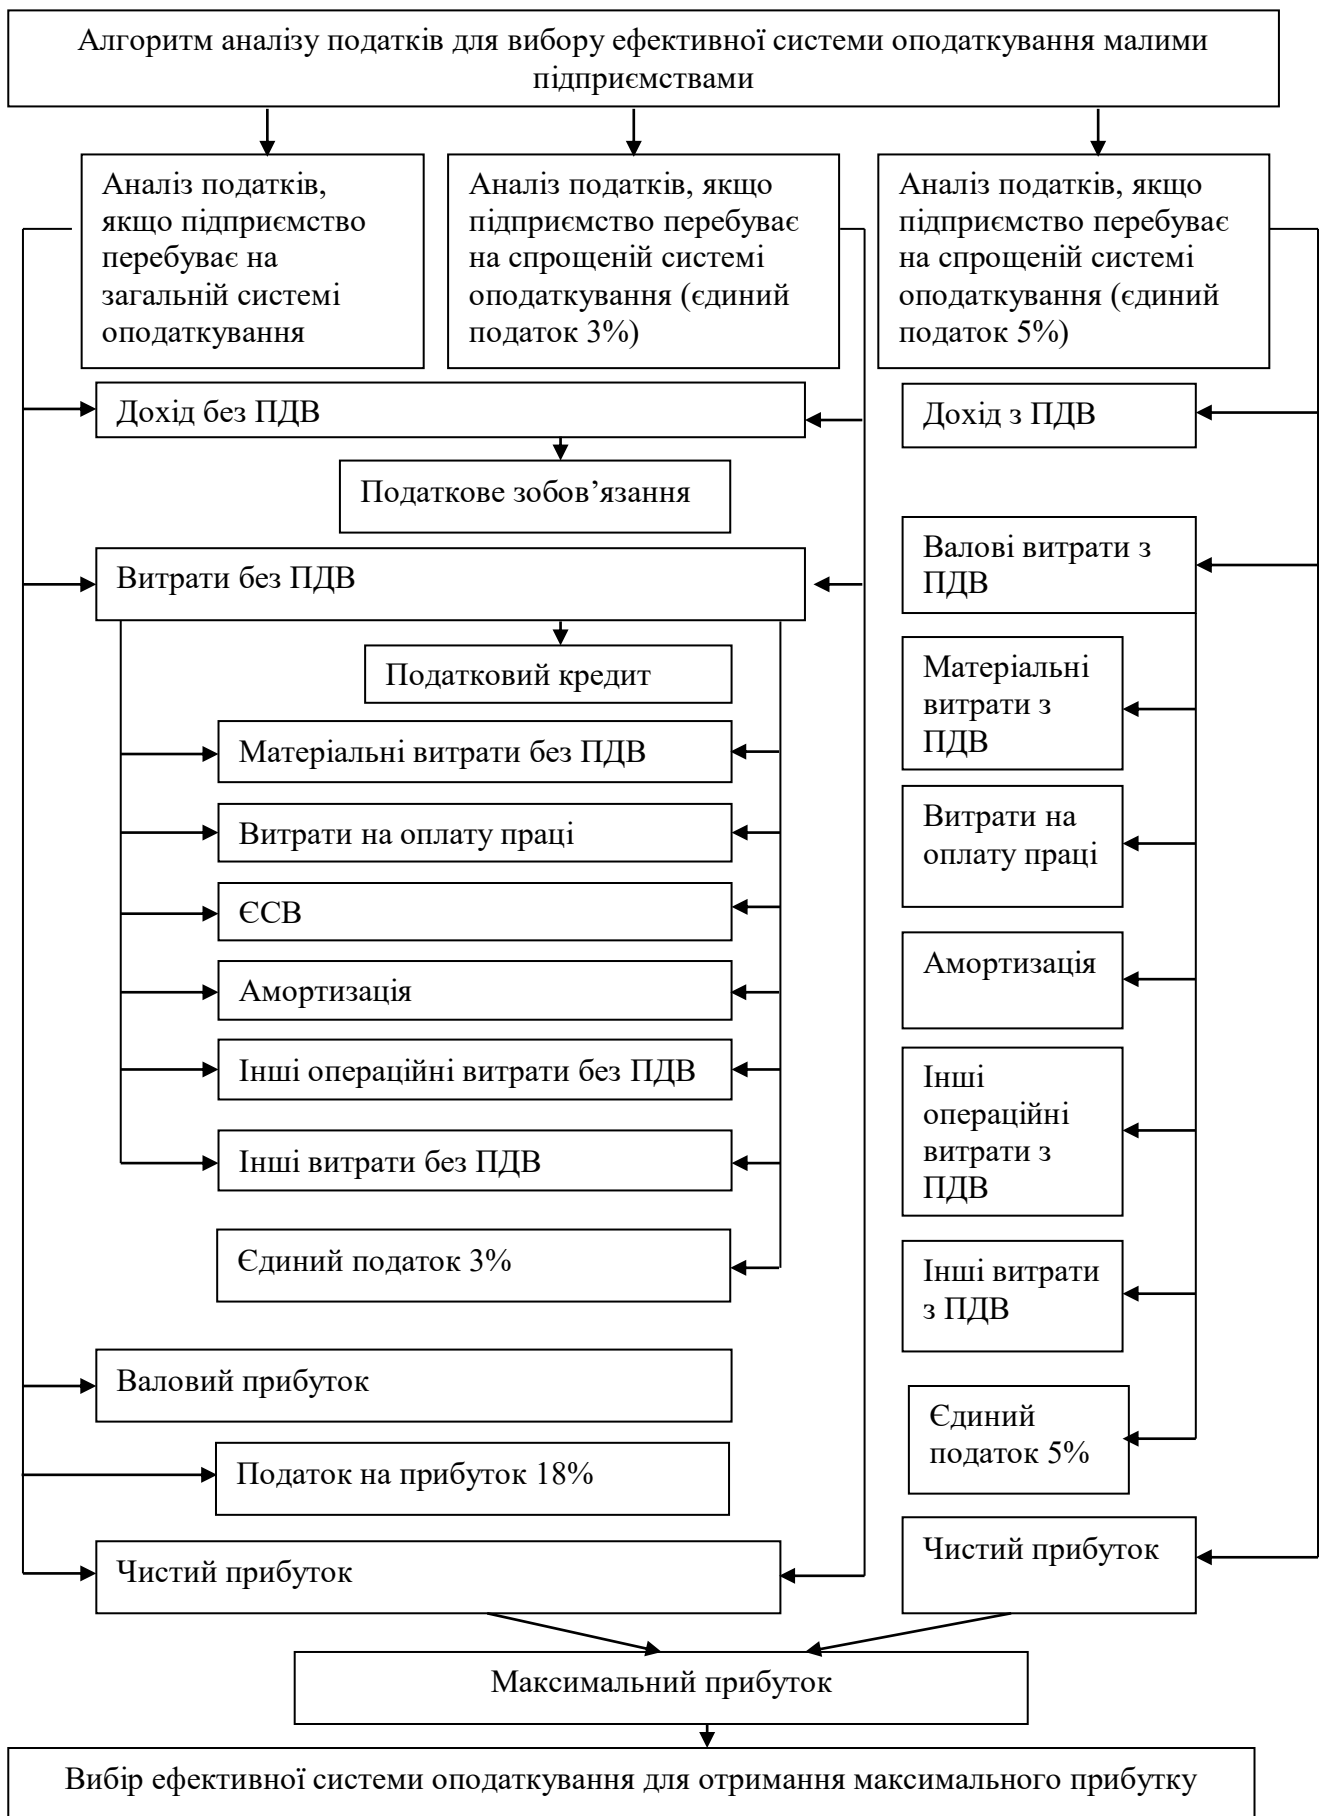 Алгоритм аналізу податків для вибору ефективної системи оподаткування малими
підприємствами
Аналіз податків,
якщо підприємство
перебуває на
загальній системі
оподаткування
Аналіз податків, якщо
підприємство перебуває
на спрощеній системі
оподаткування (єдиний
податок 3%)
Аналіз податків, якщо
підприємство перебуває
на спрощеній системі
оподаткування (єдиний
податок 5%)
Дохід без ПДВ
Податкове зобов’язання
Витрати без ПДВ
Податковий кредит
Матеріальні витрати без ПДВ
Витрати на оплату праці
ЄСВ
Амортизація
Інші операційні витрати без ПДВ
Інші витрати без ПДВ
Єдиний податок 3%
Валовий прибуток
Податок на прибуток 18%
Чистий прибуток
Дохід з ПДВ
Валові витрати з
ПДВ
Матеріальні
витрати з
ПДВ
Витрати на
оплату праці
Амортизація
Інші
операційні
витрати з
ПДВ
Інші витрати
з ПДВ
Єдиний
податок 5%
Чистий прибуток
Максимальний прибуток
Вибір ефективної системи оподаткування для отримання максимального прибутку